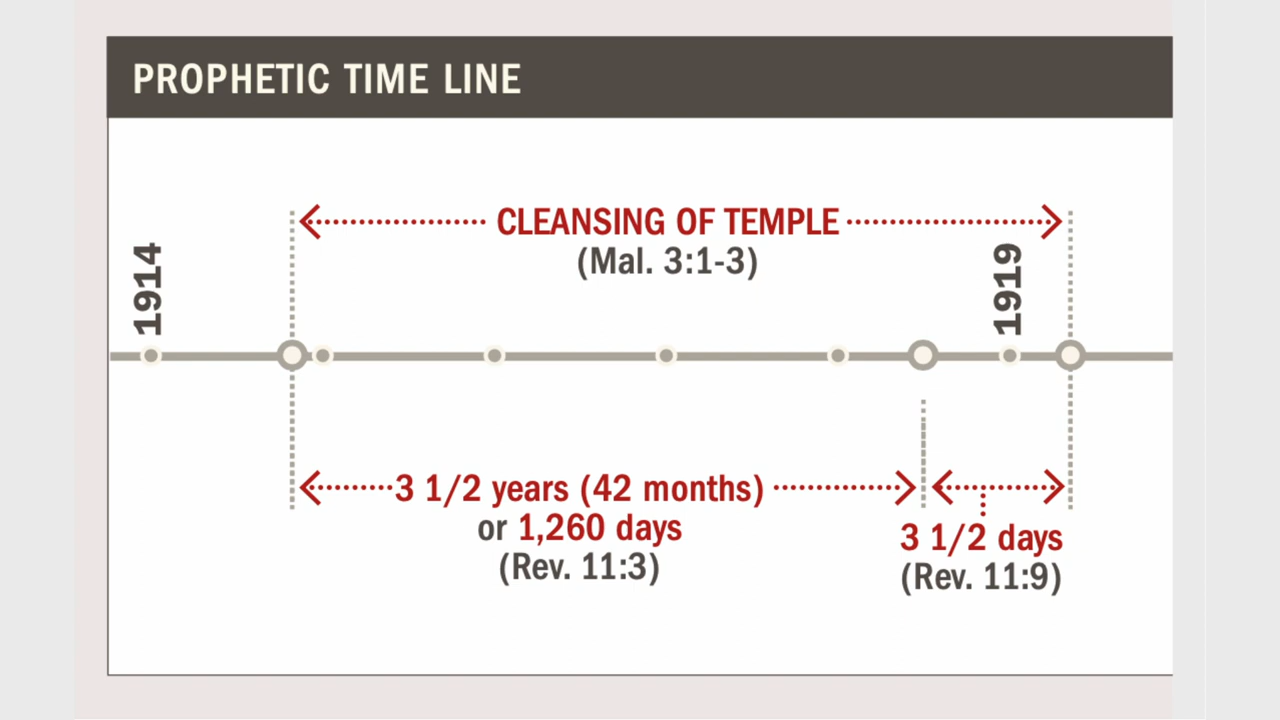 PROPHETIC TIME LINE
CLEANSING OF TEMPLE
(Mal. 3:1-3)
1914
1919
3 1/2 years (42 months)
or 1,260 days
(Rev. 11:3)
3 1/2 days
(Rev. 11:9)